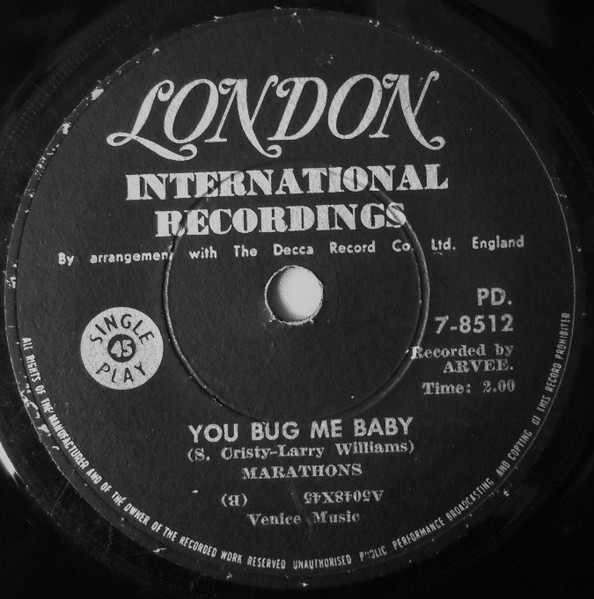 LONDON
INTERNATIONAL
RECORDINGS
By arrangement with The Decca Record Co. Ltd. England
SINGLE
45
PLAY
PD.
7-8512
Recorded by
ARVEE.
Time: 2.00
YOU BUG ME BABY
(S. Cristy-Larry Williams)
MARATHONS
(B) A5048X45
Venice Music
ALL RIGHTS OF THE MANUFACTURER AND OF THE OWNER OF THE RECORDED WORK RESERVED UNAUTHORISED PUBLIC PERFORMANCE BROADCASTING AND COPYING OF THIS RECORD PROHIBITED